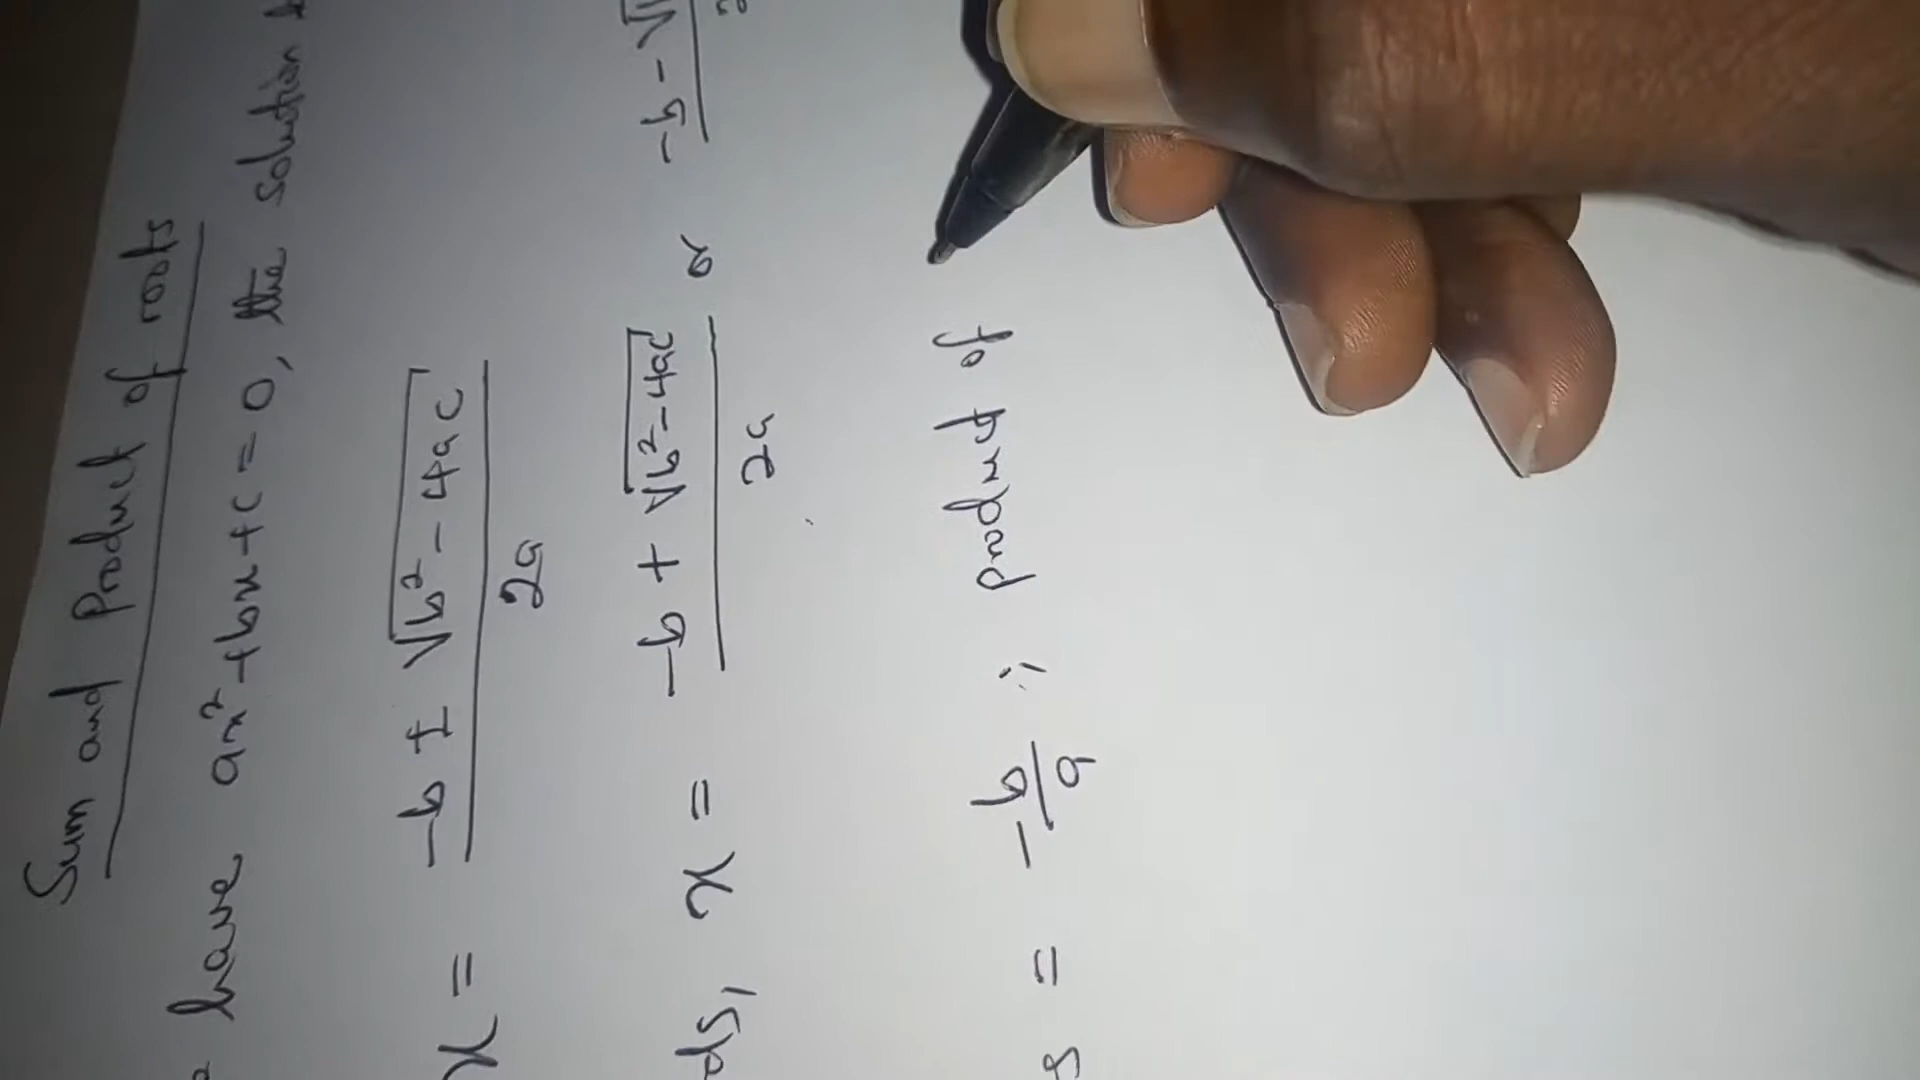 Sum and Product of roots
have ax²+bx+c=0, the solution
x = -b ± √b²-4ac / 2a
x = -b + √b²-4ac / 2a or -b - √
= -b/a ; product of